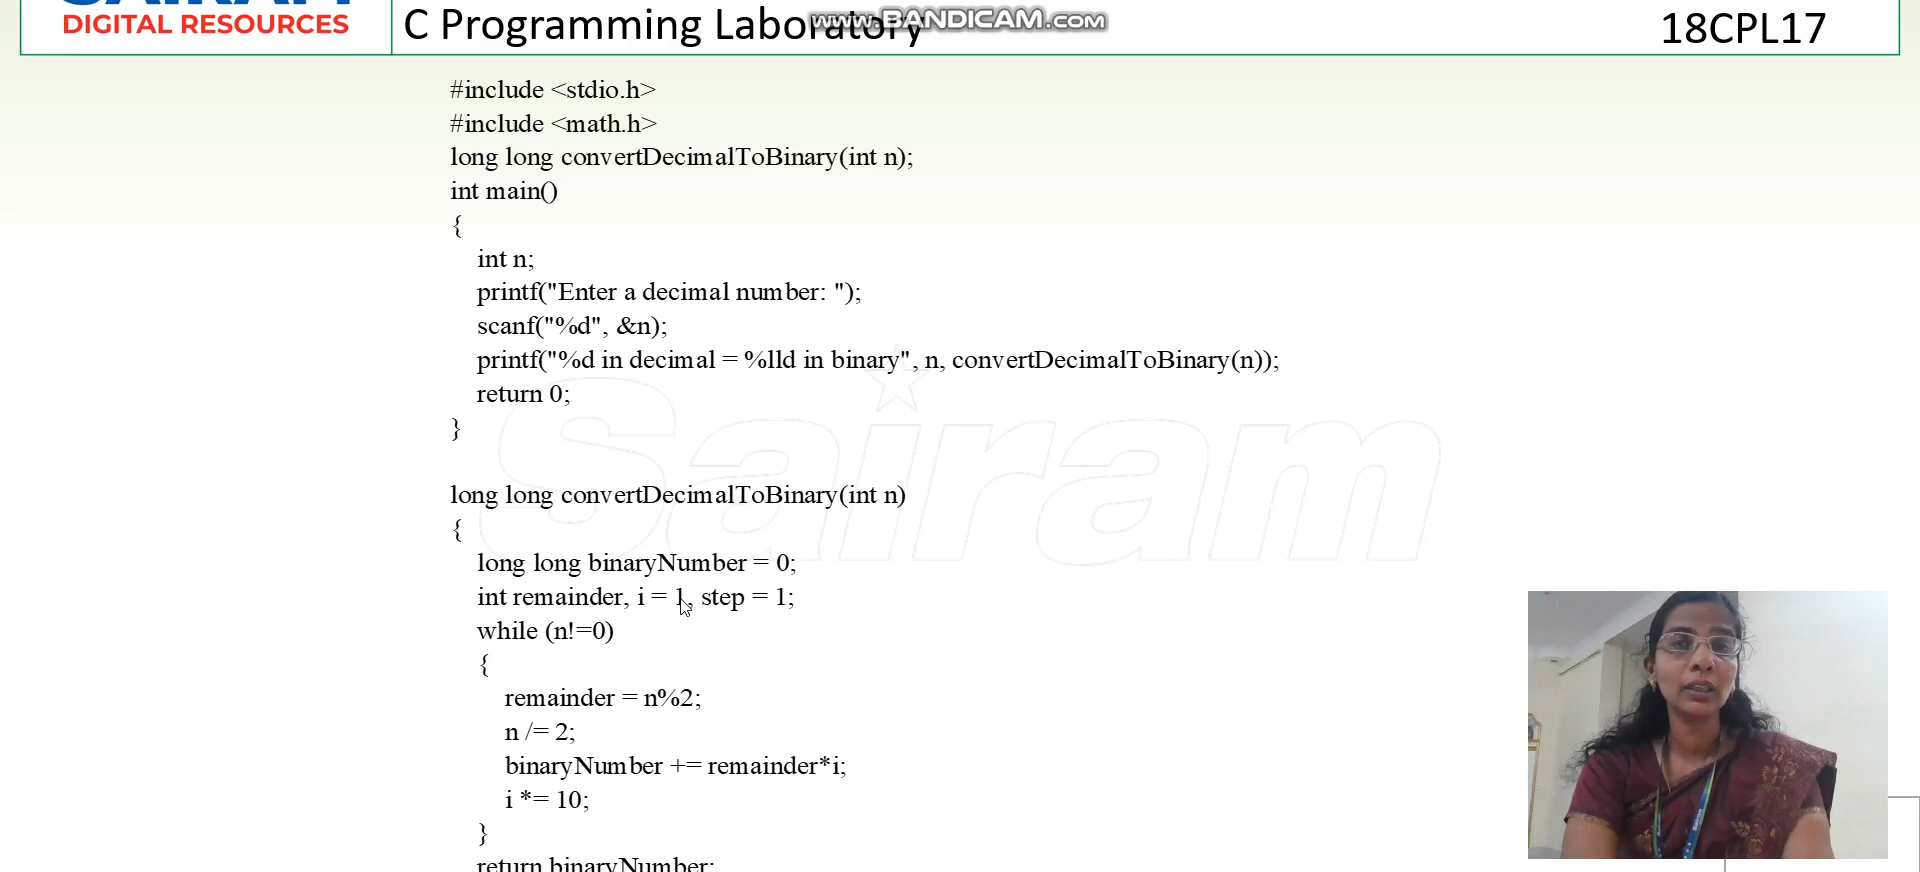 SAIRAM
DIGITAL RESOURCES
C Programming Laboratory
www.BANDICAM.com
18CPL17
#include <stdio.h>
#include <math.h>
long long convertDecimalToBinary(int n);
int main()
{
int n;
printf("Enter a decimal number: ");
scanf("%d", &n);
printf("%d in decimal = %lld in binary", n, convertDecimalToBinary(n));
return 0;
}
Sairam
long long convertDecimalToBinary(int n)
{
long long binaryNumber = 0;
int remainder, i = 1, step = 1;
while (n!=0)
{
remainder = n%2;
n /= 2;
binaryNumber += remainder*i;
i *= 10;
}
return binaryNumber;